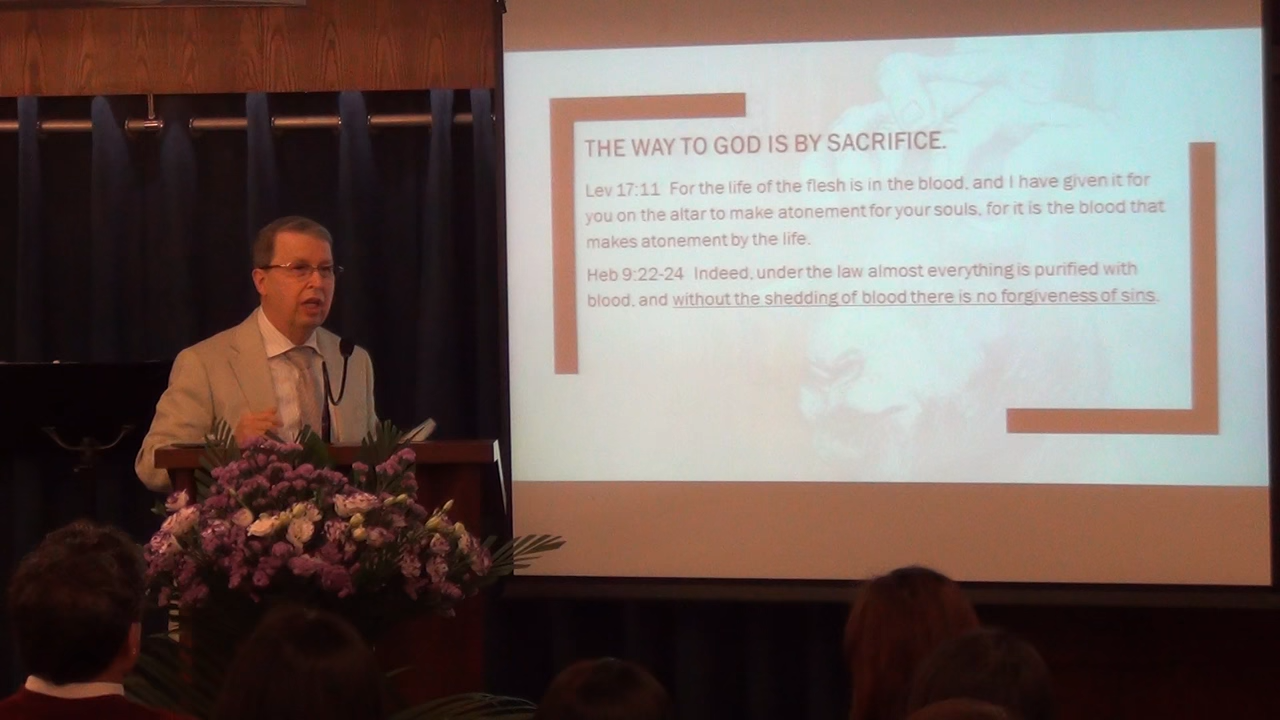 THE WAY TO GOD IS BY SACRIFICE.
Lev 17:11 For the life of the flesh is in the blood, and I have given it for
you on the altar to make atonement for your souls, for it is the blood that
makes atonement by the life.
Heb 9:22-24 Indeed, under the law almost everything is purified with
blood, and without the shedding of blood there is no forgiveness of sins.